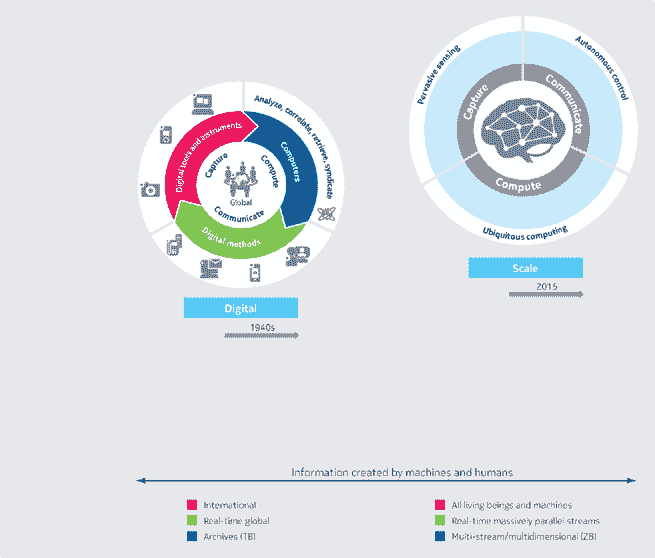 Analyze, correlate, retrieve, syndicate
Digital tools and instruments
Computers
Digital methods
Capture
Compute
Communicate
Global
Digital
1940s
Pervasive sensing
Autonomous control
Ubiquitous computing
Capture
Communicate
Compute
Scale
2015
Information created by machines and humans
International
Real-time global
Archives (TB)
All living beings and machines
Real-time massively parallel streams
Multi-stream/multidimensional (ZB)